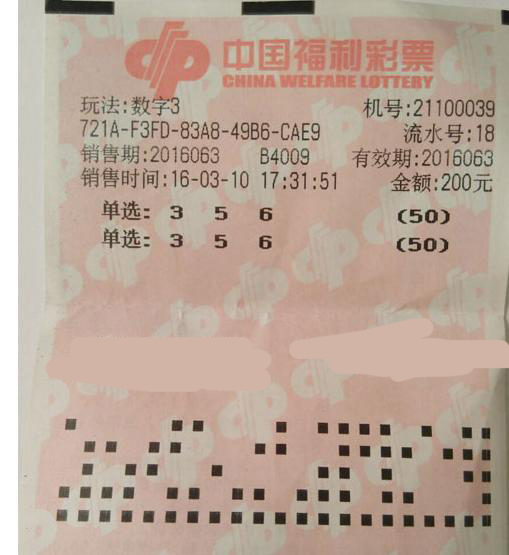 中国福利彩票
CHINA WELFARE LOTTERY
玩法:数字3 机号:21100039
721A-F3FD-83A8-49B6-CAE9 流水号:18
销售期:2016063 B4009 有效期:2016063
销售时间:16-03-10 17:31:51 金额:200元
单选: 3 5 6 (50)
单选: 3 5 6 (50)